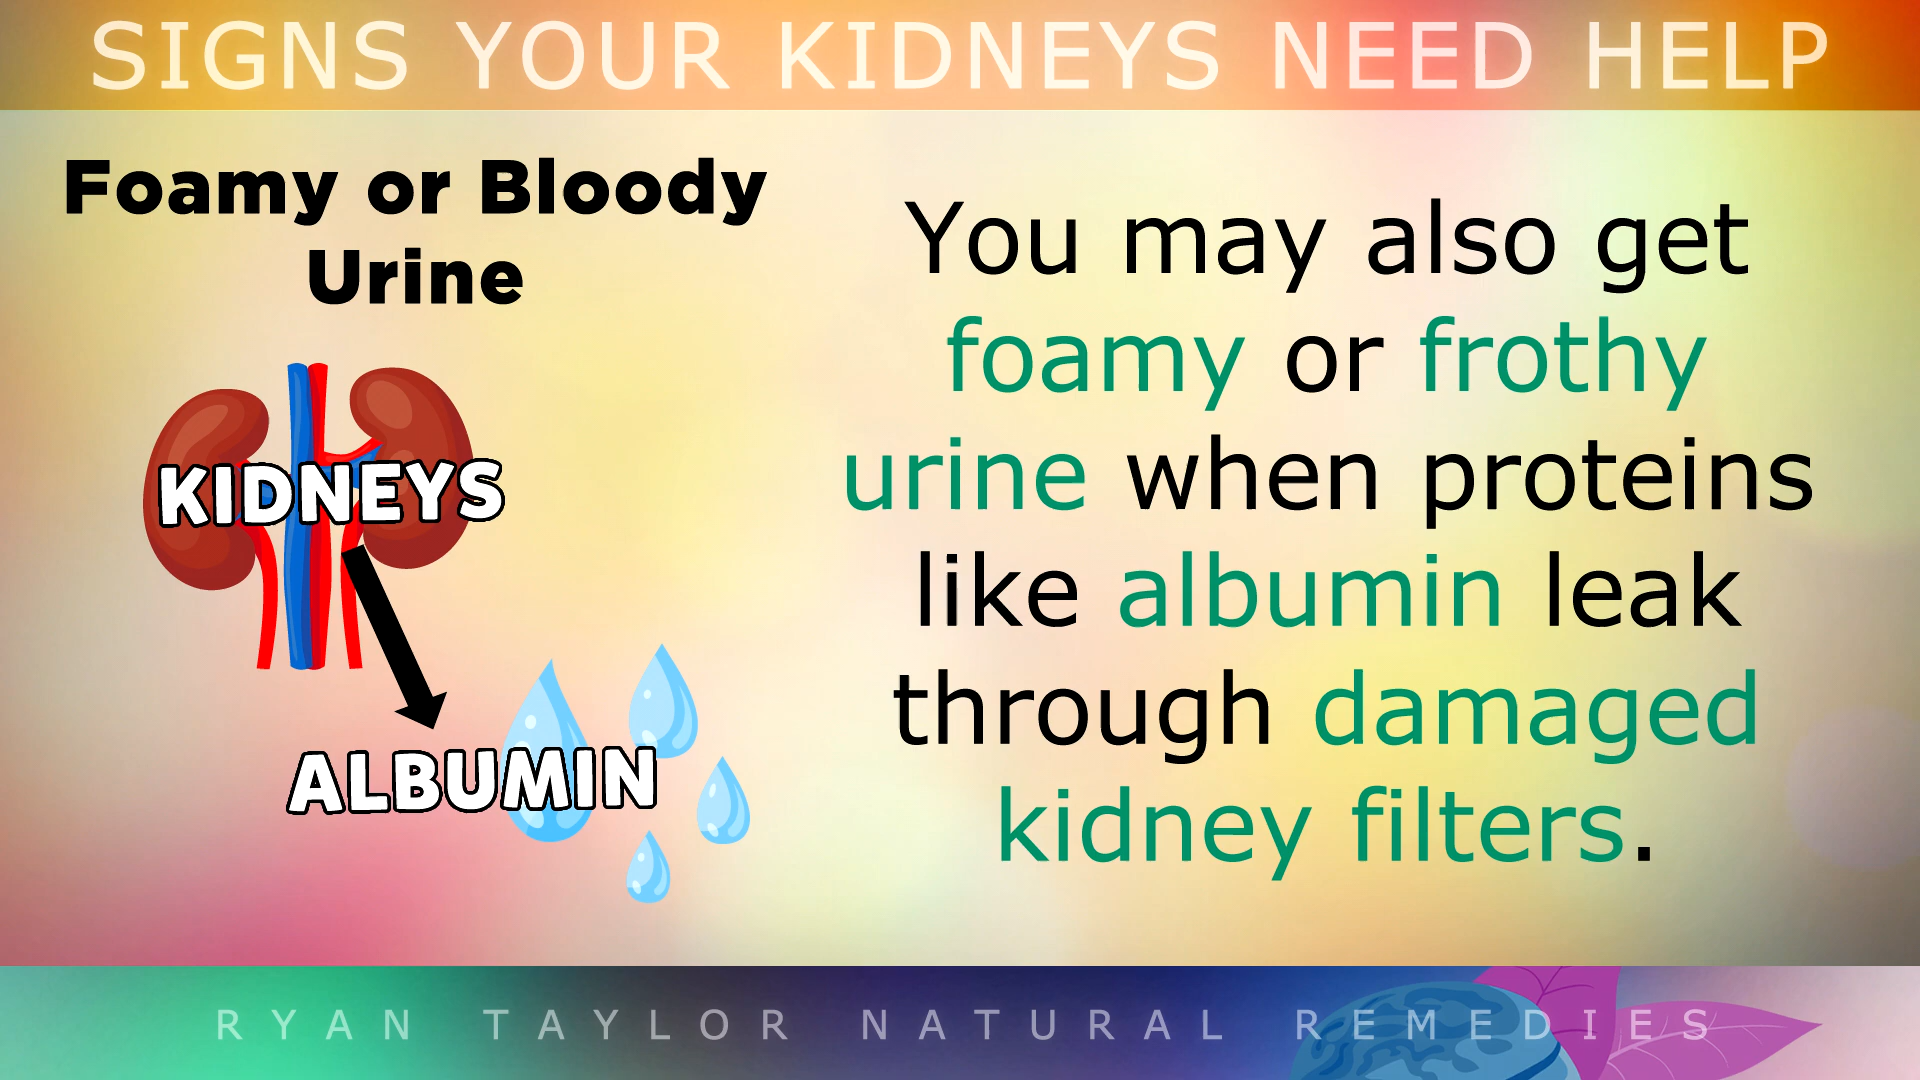 SIGNS YOUR KIDNEYS NEED HELP
Foamy or Bloody
Urine
KIDNEYS
ALBUMIN
You may also get
foamy or frothy
urine when proteins
like albumin leak
through damaged
kidney filters.
RYAN TAYLOR NATURAL REMEDIES